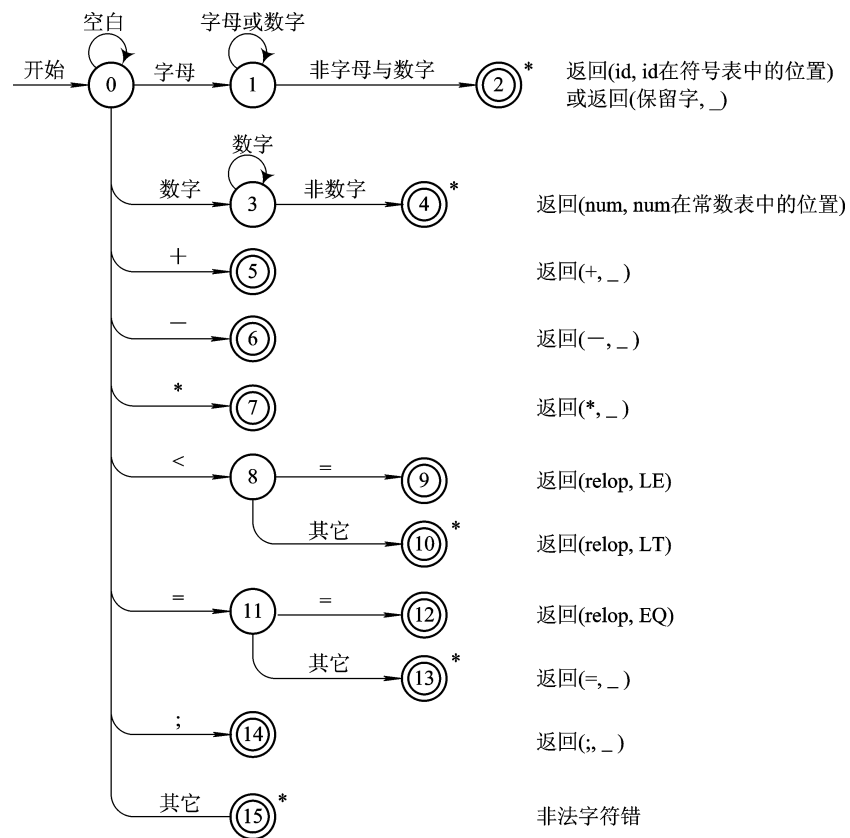 空白 字母或数字
开始 0 字母 1 非字母与数字 2 * 返回(id, id在符号表中的位置)
或返回(保留字, _)
数字
数字 3 非数字 4 * 返回(num, num在常数表中的位置)
+ 5 返回(+, _)
— 6 返回(—, _)
* 7 返回(*, _)
< 8 = 9 返回(relop, LE)
其它 10 * 返回(relop, LT)
= 11 = 12 返回(relop, EQ)
其它 13 * 返回(=, _)
; 14 返回(;, _)
其它 15 * 非法字符错